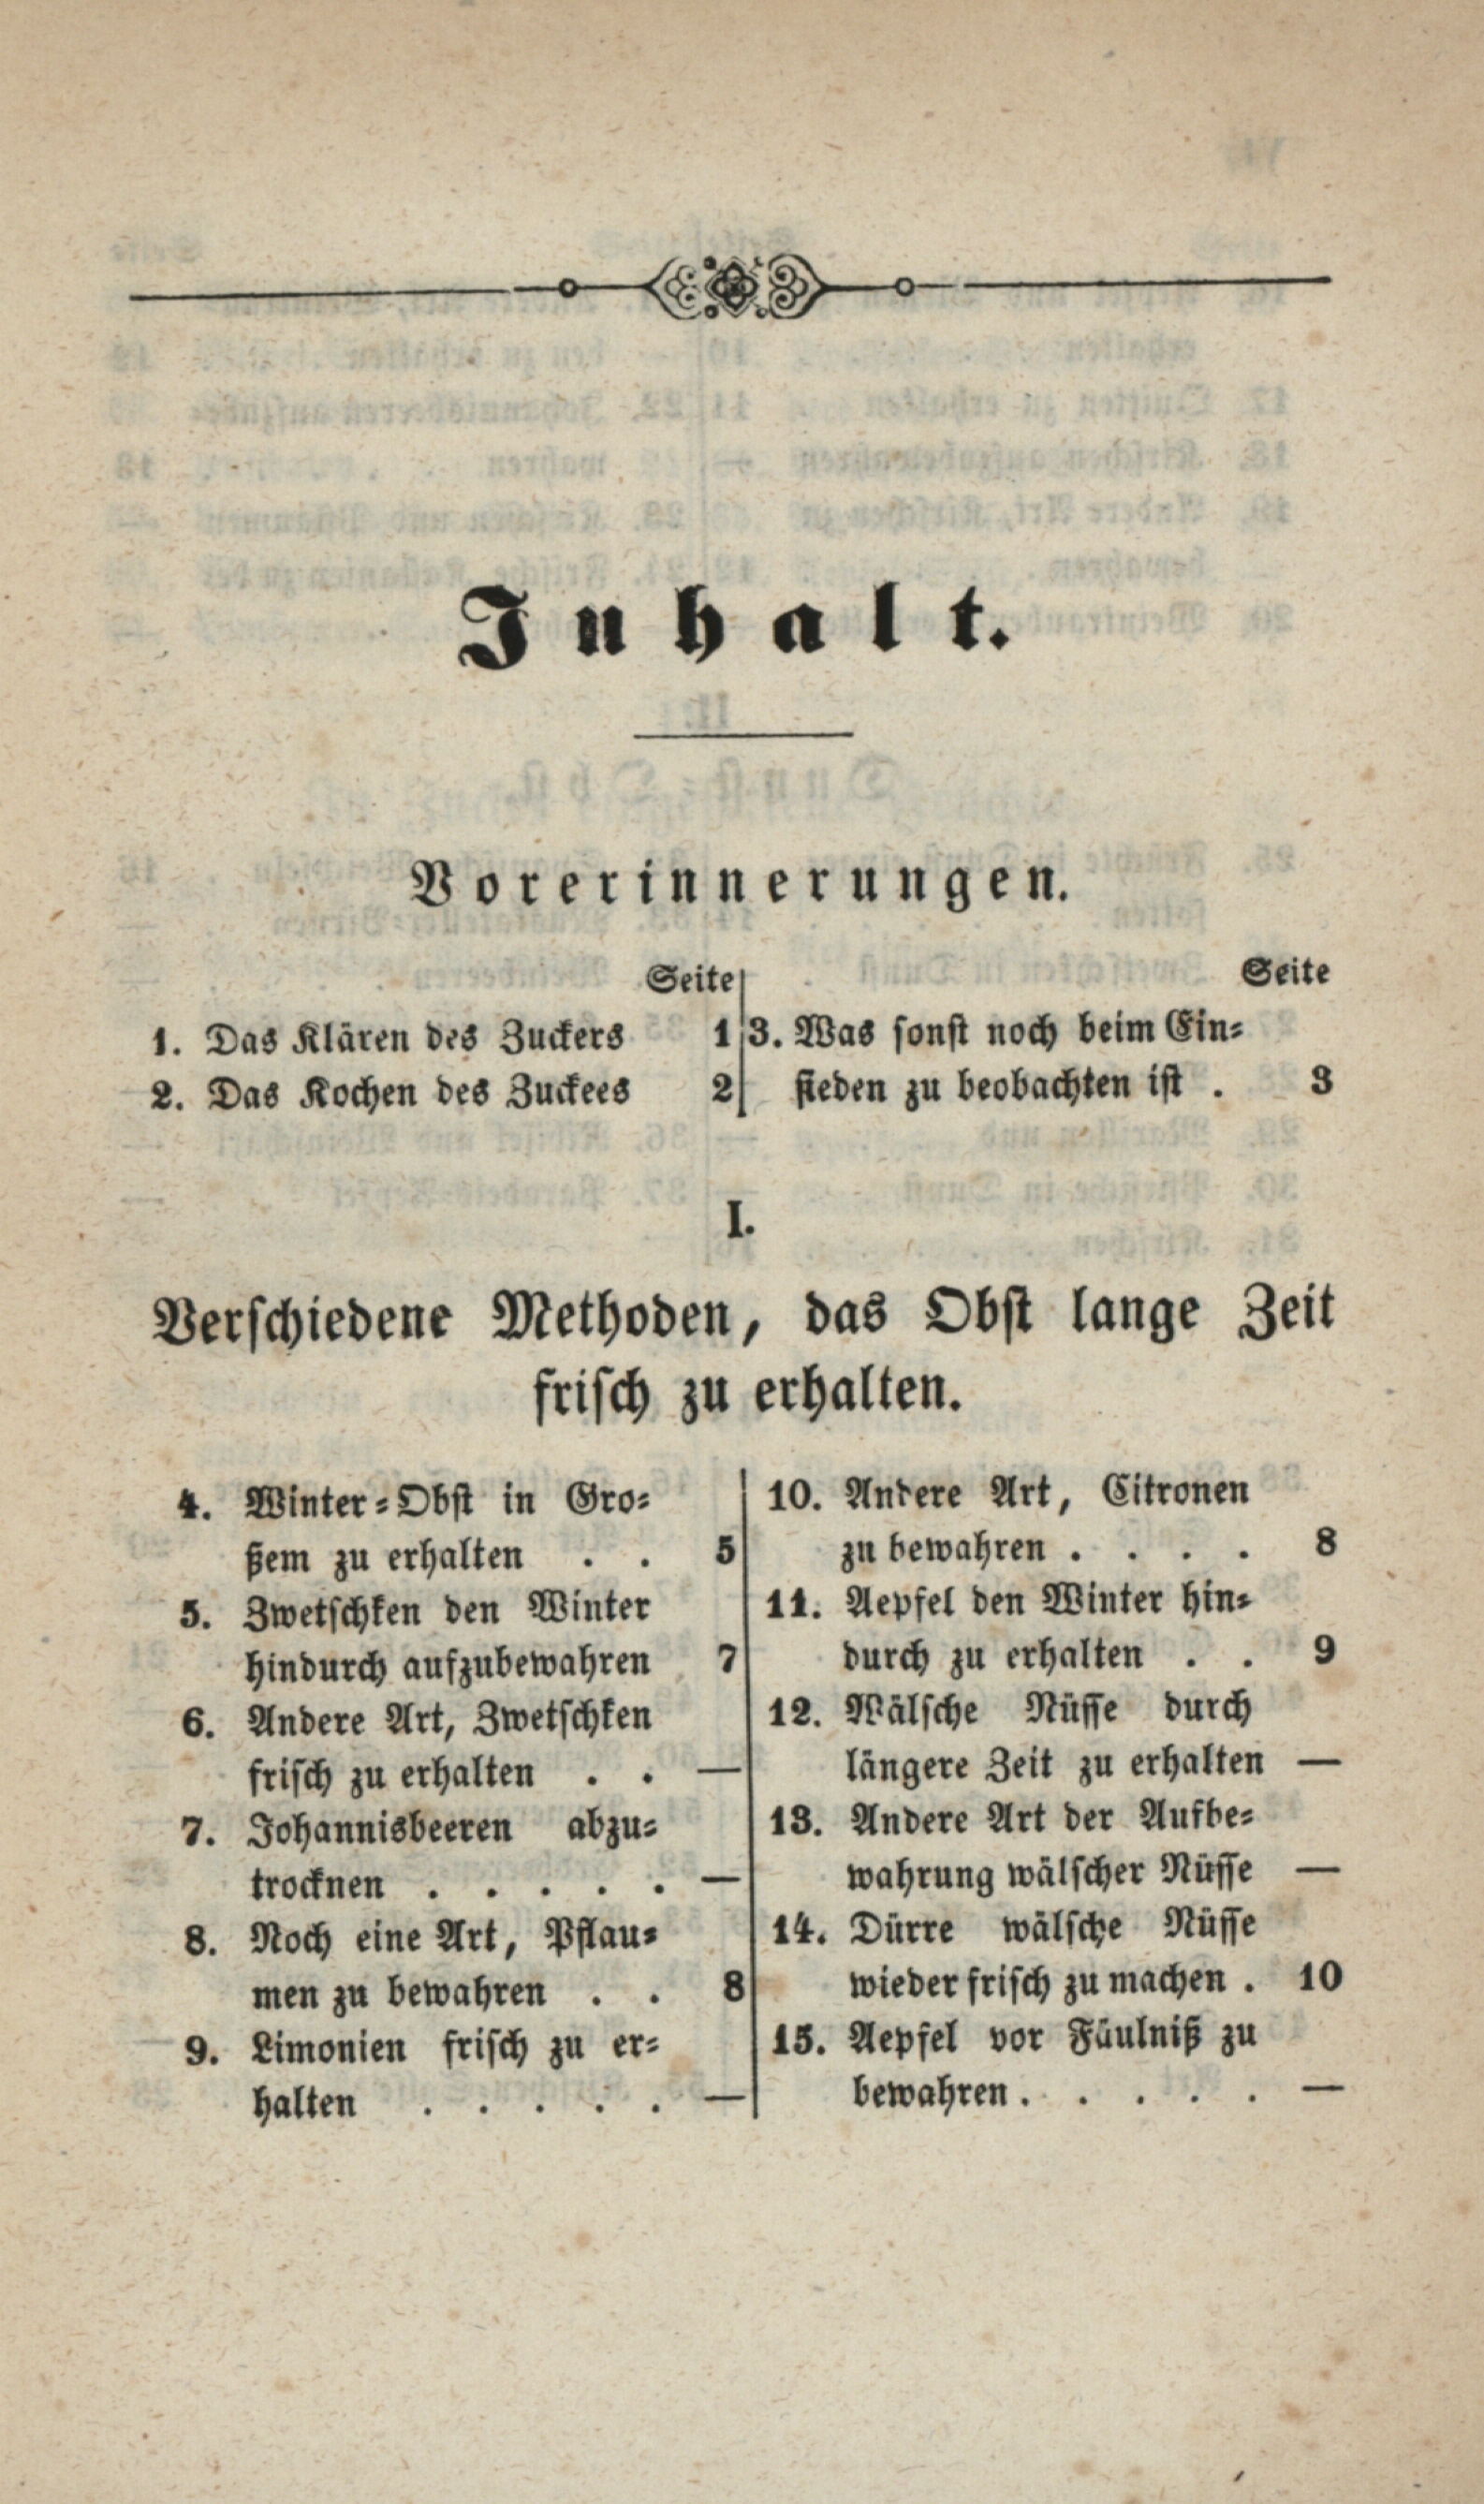 Inhalt.
Vorerinnerungen.
Seite
1. Das Klären des Zuckers 1
2. Das Kochen des Zuckees 2
Seite
3. Was sonst noch beim Ein-
sieden zu beobachten ist . 3
I.
Verschiedene Methoden, das Obst lange Zeit
frisch zu erhalten.
4. Winter-Obst in Gro-
ßem zu erhalten . . 5
5. Zwetschken den Winter
hindurch aufzubewahren 7
6. Andere Art, Zwetschken
frisch zu erhalten . . —
7. Johannisbeeren abzu-
trocknen . . . . . —
8. Noch eine Art, Pflau-
men zu bewahren . . 8
9. Limonien frisch zu er-
halten . . . . . —
10. Andere Art, Citronen
zu bewahren . . . . 8
11. Aepfel den Winter hin-
durch zu erhalten . . 9
12. Wälsche Nüsse durch
längere Zeit zu erhalten —
13. Andere Art der Aufbe-
wahrung wälscher Nüsse —
14. Dürre wälsche Nüsse
wieder frisch zu machen . 10
15. Aepfel vor Fäulniß zu
bewahren . . . . . —